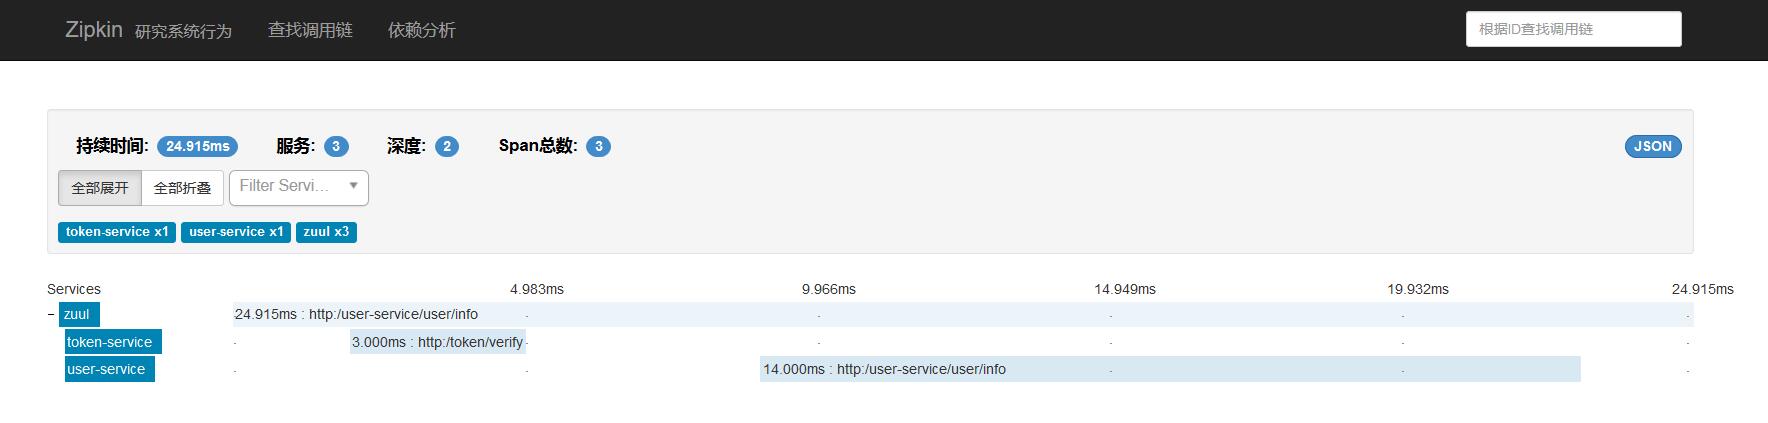 Zipkin 研究系统行为 查找调用链 依赖分析 根据ID查找调用链
持续时间: 24.915ms 服务: 3 深度: 2 Span总数: 3 JSON
全部展开 全部折叠 Filter Servi...
token-service x1 user-service x1 zuul x3
Services 4.983ms 9.966ms 14.949ms 19.932ms 24.915ms
- zuul 24.915ms : http:/user-service/user/info
token-service 3.000ms : http:/token/verify
user-service 14.000ms : http:/user-service/user/info